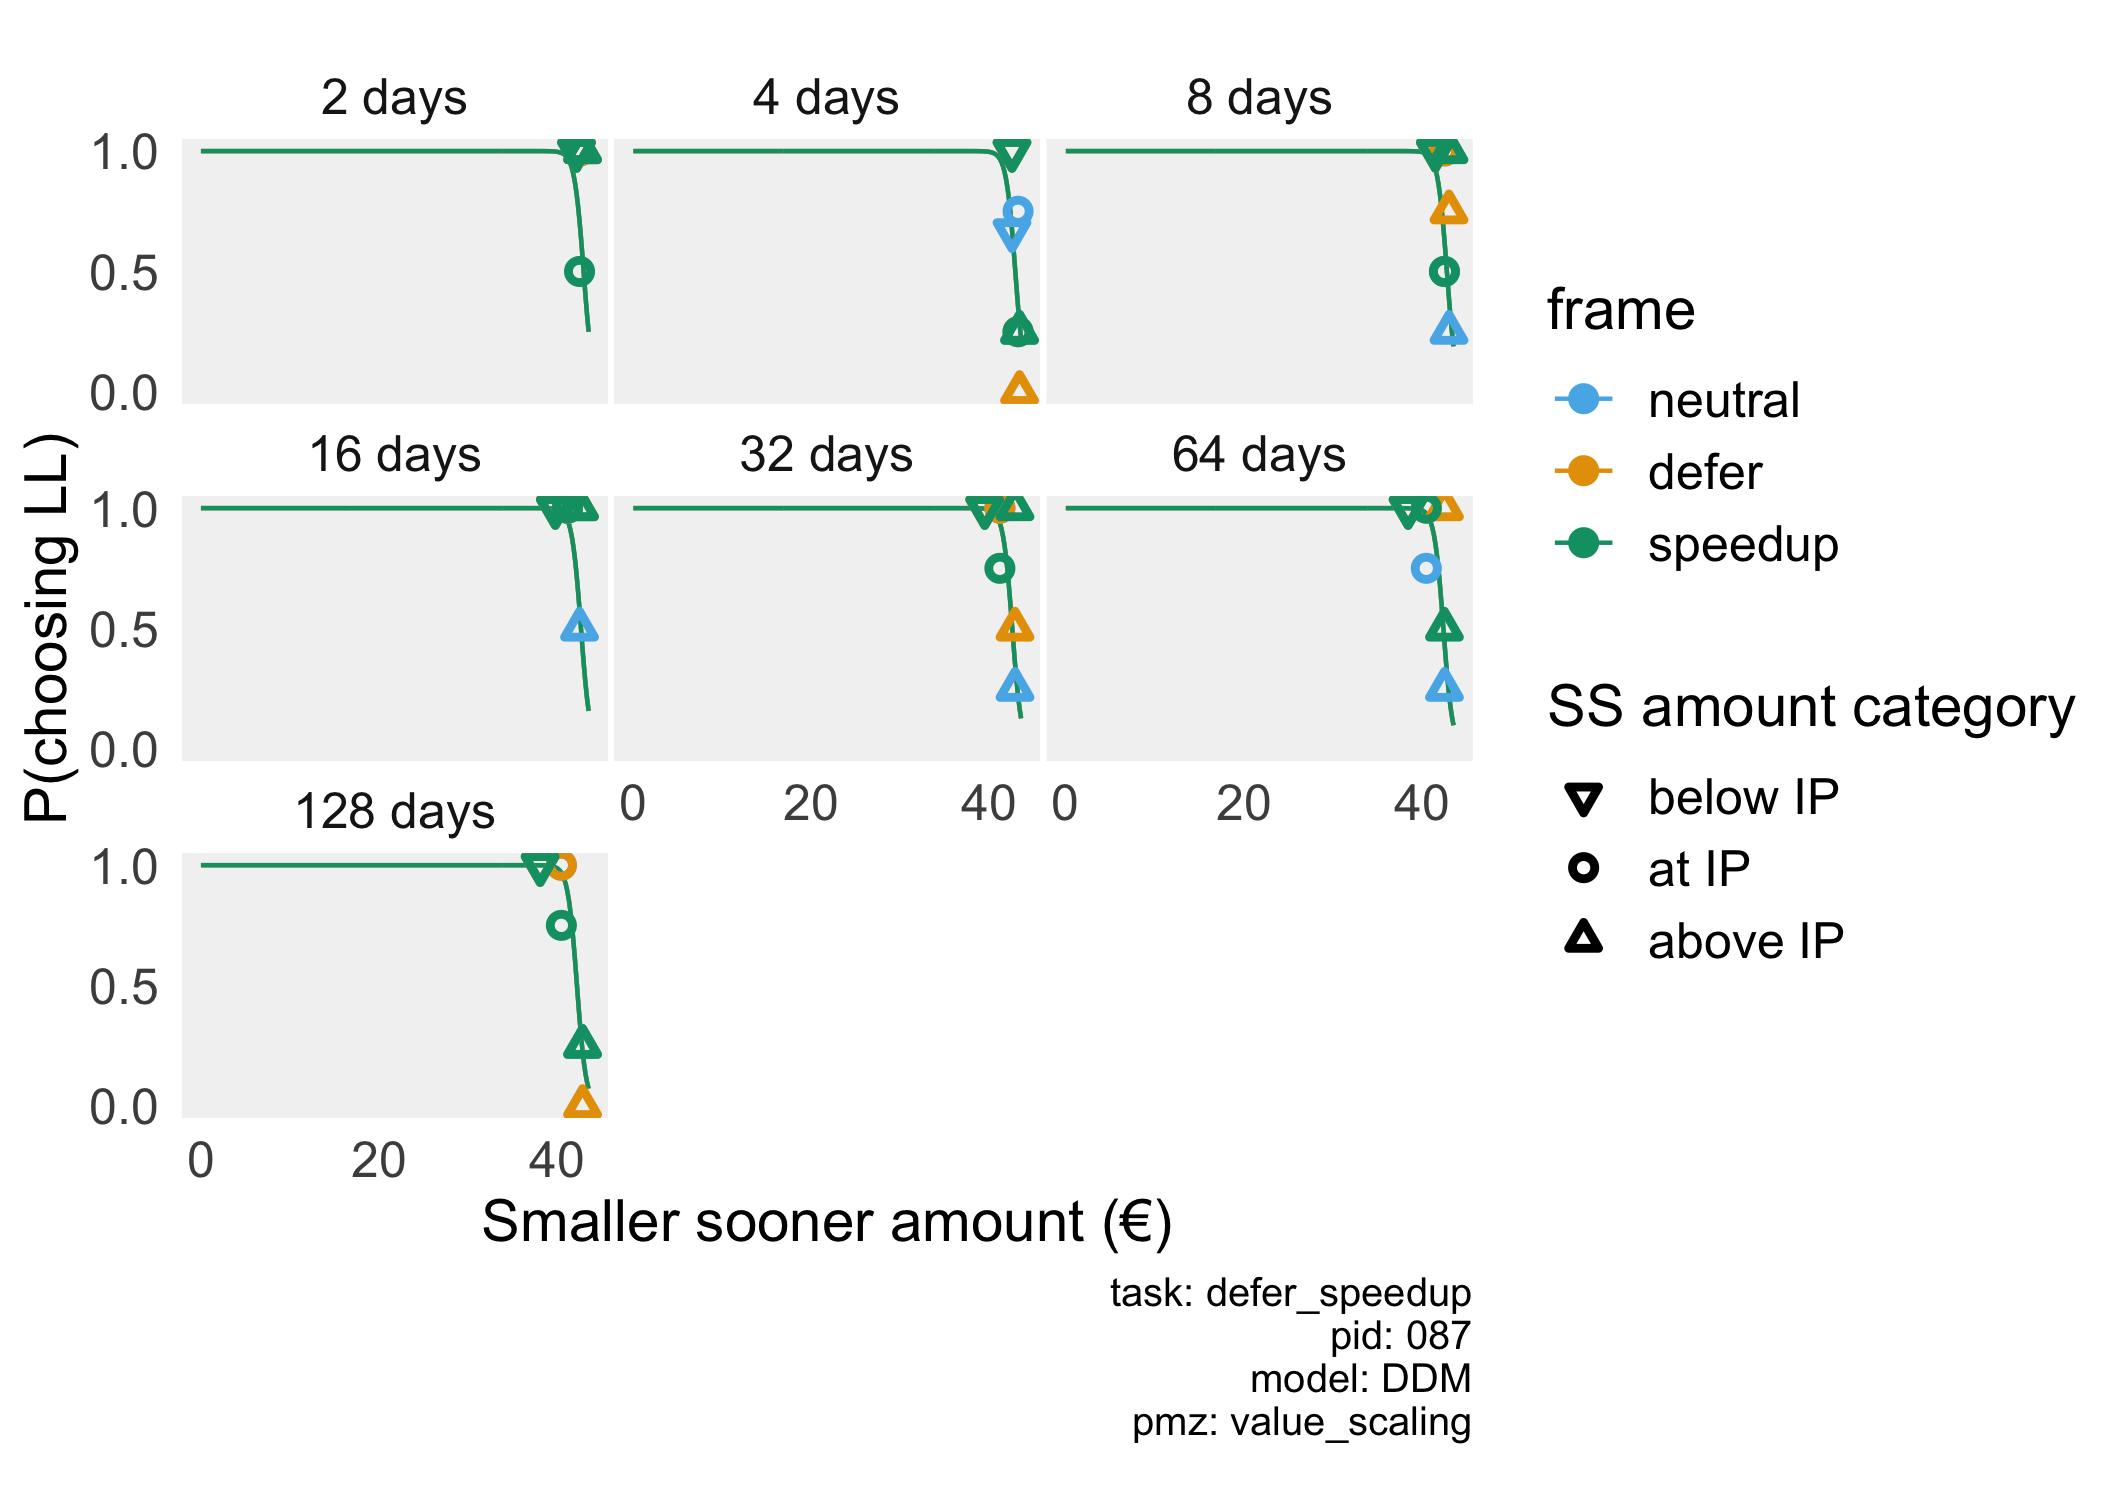 2 days
4 days
8 days
1.0
0.5
0.0
16 days
32 days
64 days
1.0
0.5
0.0
0
20
40
0
20
40
128 days
1.0
0.5
0.0
0
20
40
P(choosing LL)
Smaller sooner amount (€)
frame
neutral
defer
speedup
SS amount category
below IP
at IP
above IP
task: defer_speedup
pid: 087
model: DDM
pmz: value_scaling